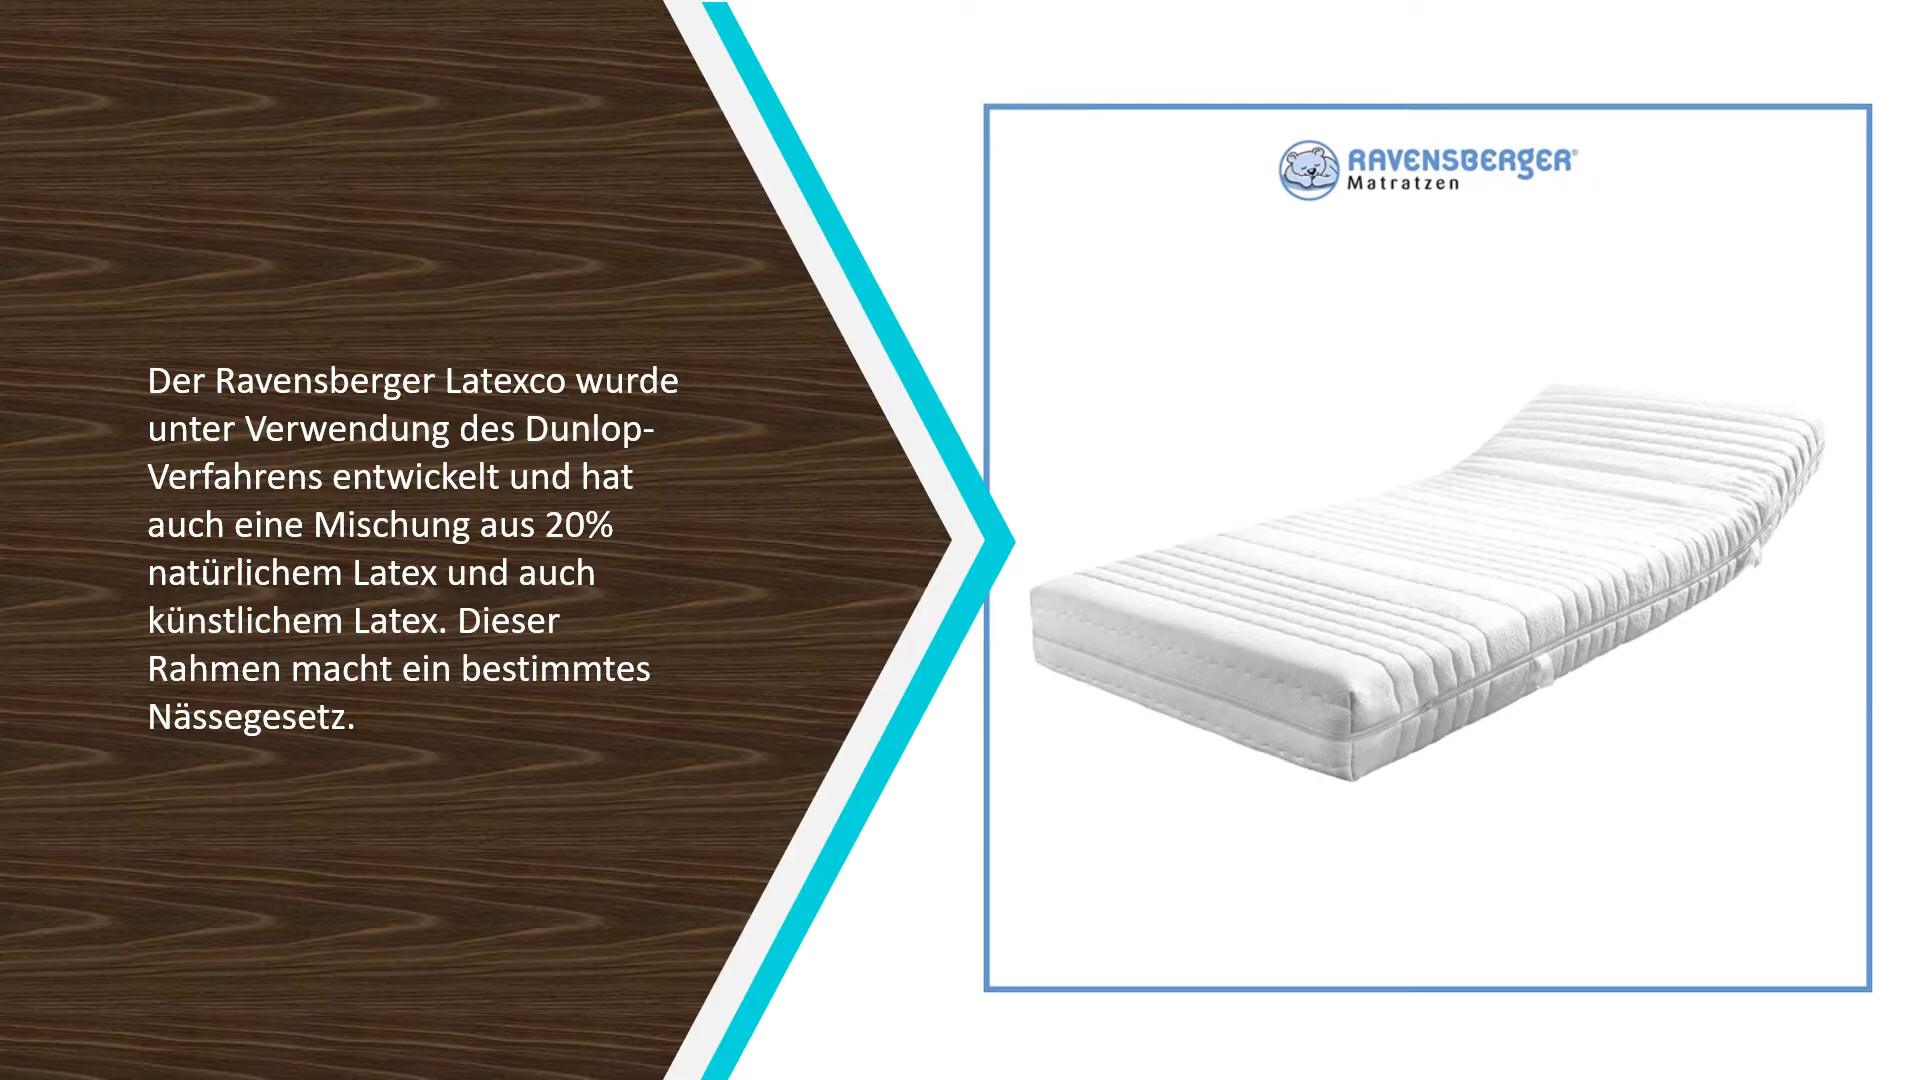 Der Ravensberger Latexco wurde
unter Verwendung des Dunlop-
Verfahrens entwickelt und hat
auch eine Mischung aus 20%
natürlichem Latex und auch
künstlichem Latex. Dieser
Rahmen macht ein bestimmtes
Nässegesetz.
RAVENSBERGER®
Matratzen